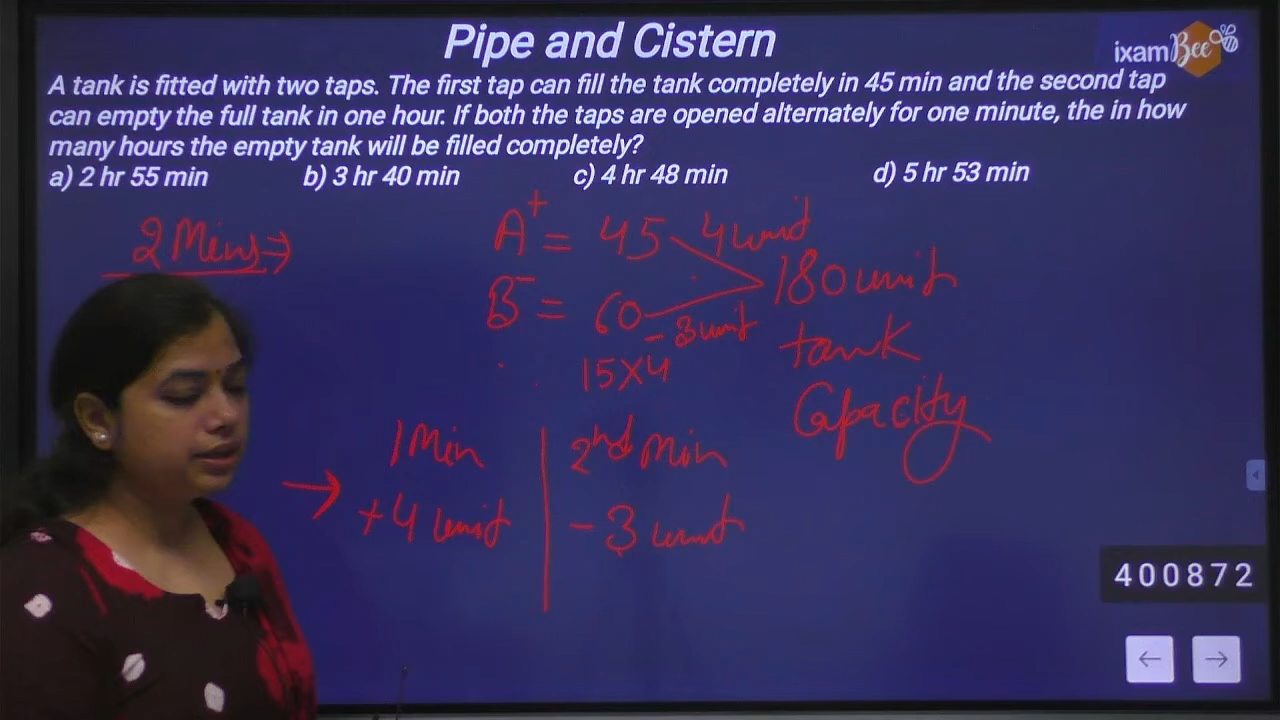 Pipe and Cistern
ixamBee
A tank is fitted with two taps. The first tap can fill the tank completely in 45 min and the second tap
can empty the full tank in one hour. If both the taps are opened alternately for one minute, the in how
many hours the empty tank will be filled completely?
a) 2 hr 55 min b) 3 hr 40 min c) 4 hr 48 min d) 5 hr 53 min
2 Mins →
A⁺ = 45 4 unit
180 unit
B⁻ = 60
- 3 unit
tank
15×4
Capacity
1 Min 2nd Min
→ +4 unit - 3 unit
400872
← →